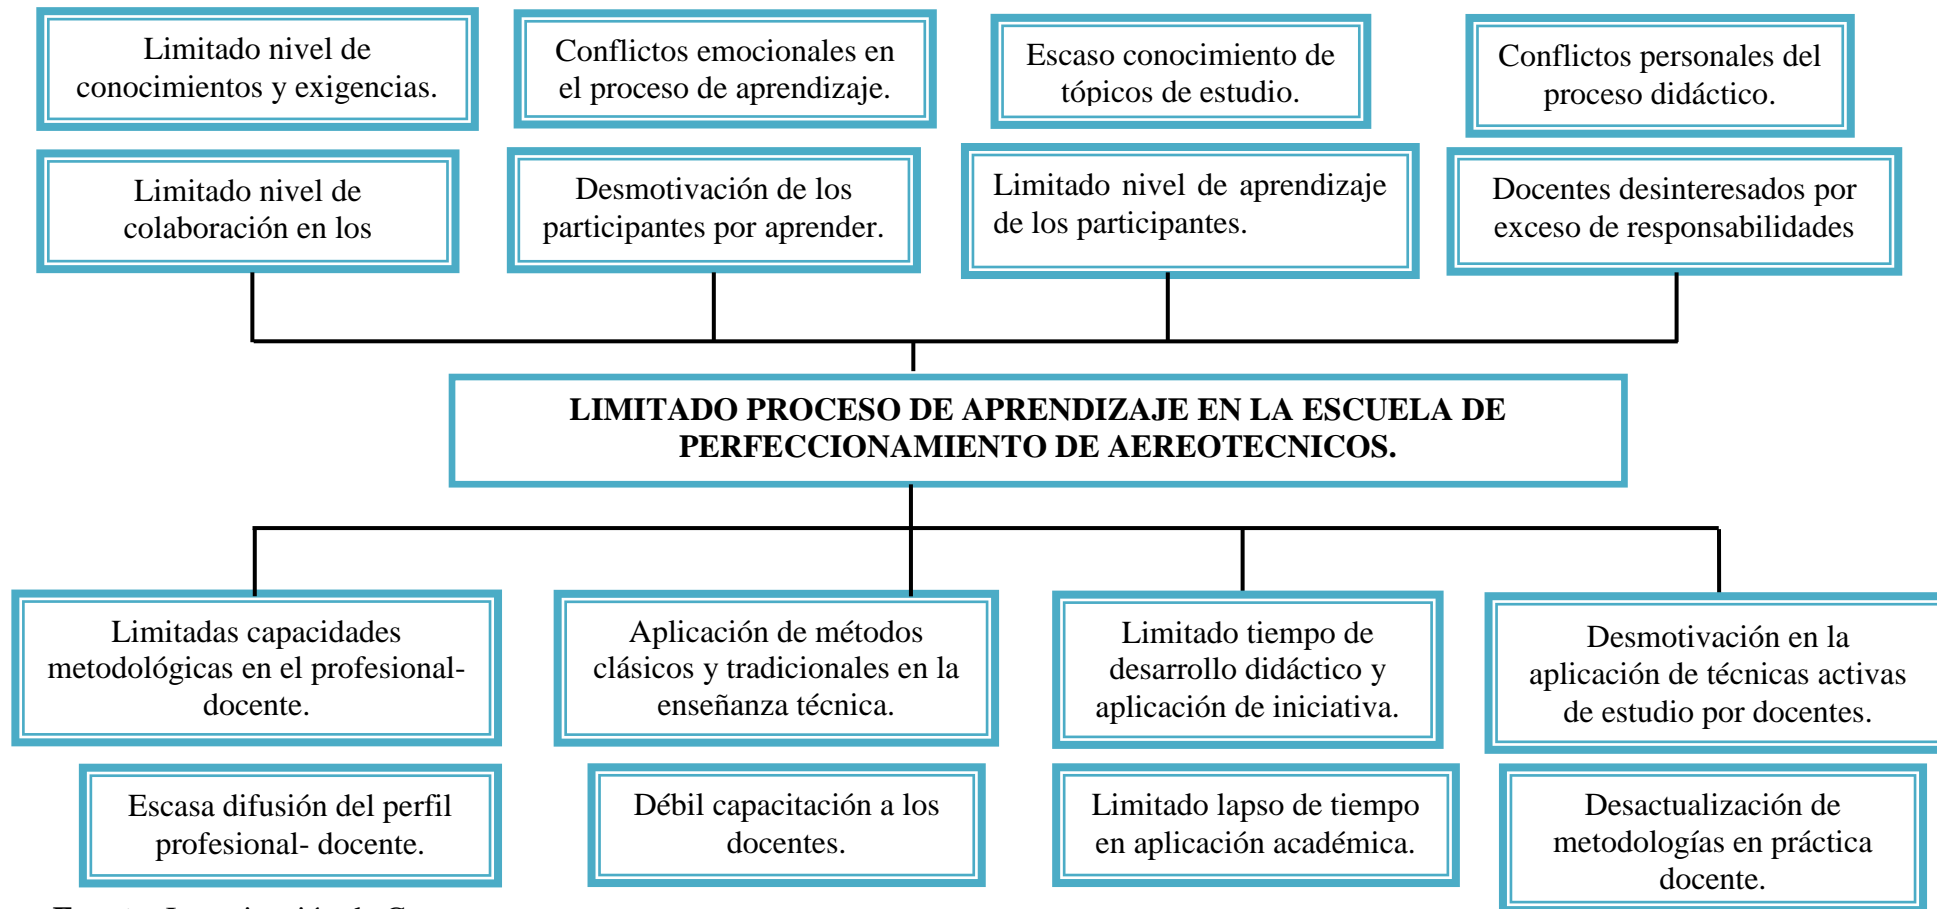 Limitado nivel de
conocimientos y exigencias.
Conflictos emocionales en
el proceso de aprendizaje.
Escaso conocimiento de
tópicos de estudio.
Conflictos personales del
proceso didáctico.
Limitado nivel de
colaboración en los
Desmotivación de los
participantes por aprender.
Limitado nivel de aprendizaje
de los participantes.
Docentes desinteresados por
exceso de responsabilidades
LIMITADO PROCESO DE APRENDIZAJE EN LA ESCUELA DE
PERFECCIONAMIENTO DE AEREOTECNICOS.
Limitadas capacidades
metodológicas en el profesional-
docente.
Aplicación de métodos
clásicos y tradicionales en la
enseñanza técnica.
Limitado tiempo de
desarrollo didáctico y
aplicación de iniciativa.
Desmotivación en la
aplicación de técnicas activas
de estudio por docentes.
Escasa difusión del perfil
profesional- docente.
Débil capacitación a los
docentes.
Limitado lapso de tiempo
en aplicación académica.
Desactualización de
metodologías en práctica
docente.